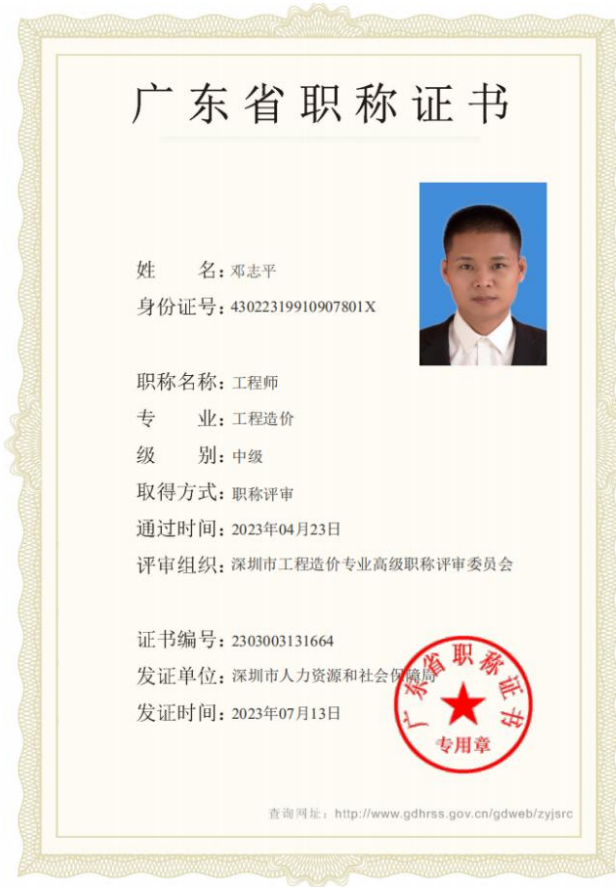 广东省职称证书
姓 名：邓志平
身份证号：43022319910907801X
职称名称：工程师
专 业：工程造价
级 别：中级
取得方式：职称评审
通过时间：2023年04月23日
评审组织：深圳市工程造价专业高级职称评审委员会
证书编号：2303003131664
发证单位：深圳市人力资源和社会保障局
发证时间：2023年07月13日
广东省职称证书
专用章
查询网址：http://www.gdhrss.gov.cn/gdweb/zyjsrc